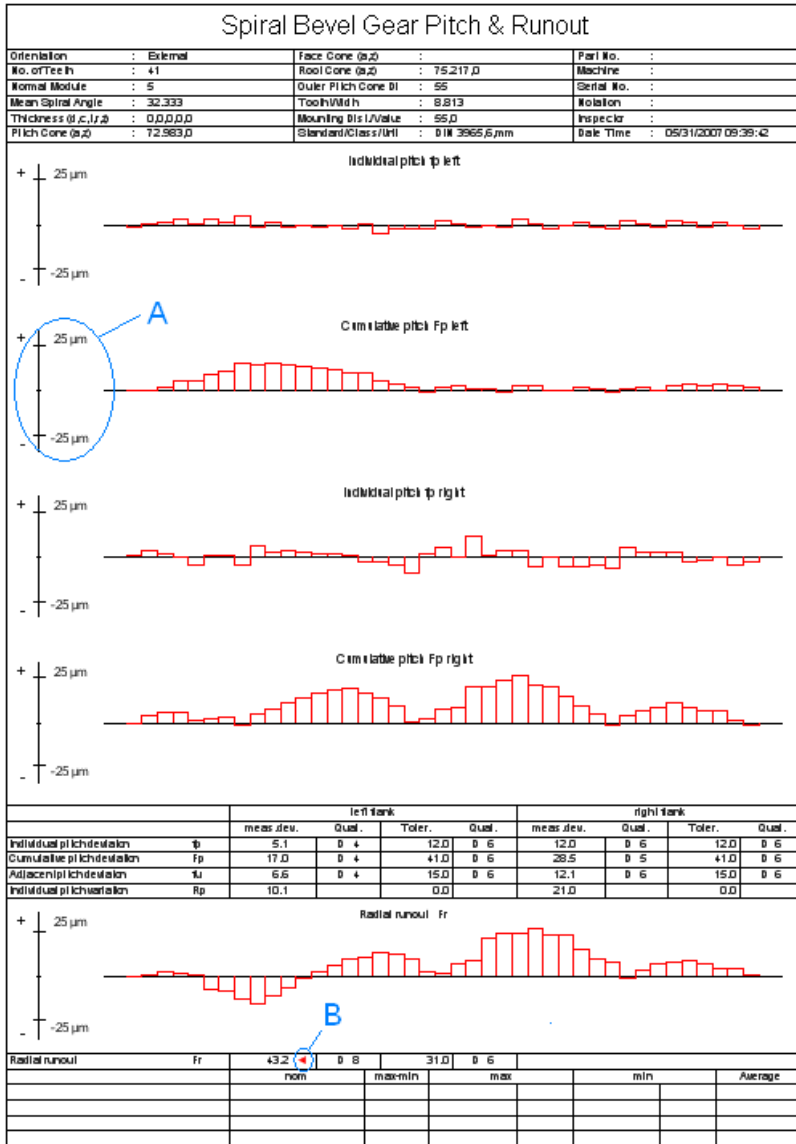 Spiral Bevel Gear Pitch & Runout
Orientation : External Face Cone (a,z) : Part No. :
No. of Teeth : 41 Root Cone (a,z) : 75.217,0 Machine :
Normal Module : 5 Outer Pitch Cone Di : 55 Serial No. :
Mean Spiral Angle : 32.333 Tooth Width : 8.813 Notation :
Thickness (d,c,l,r,z) : 0,0,0,0,0 Mounting Dist./Value : 55,0 Inspector :
Pitch Cone (a,z) : 72.983,0 Standard/Class/Unit : DIN 3965,6,mm Date Time : 05/31/2007 09:39:42
Individual pitch fp left
+ 25 µm
- -25 µm
A
Cumulative pitch Fp left
+ 25 µm
- -25 µm
Individual pitch fp right
+ 25 µm
- -25 µm
Cumulative pitch Fp right
+ 25 µm
- -25 µm
left flank right flank
meas.dev. Qual. Toler. Qual. meas.dev. Qual. Toler. Qual.
Individual pitch deviation fp 5.1 D 4 12.0 D 6 12.0 D 6 12.0 D 6
Cumulative pitch deviation Fp 17.0 D 4 41.0 D 6 28.5 D 5 41.0 D 6
Adjacent pitch deviation fu 6.6 D 4 15.0 D 6 12.1 D 6 15.0 D 6
Individual pitch variation Rp 10.1 0.0 21.0 0.0
Radial runout Fr
+ 25 µm
- -25 µm
B
Radial runout Fr 43.2 D 8 31.0 D 6
nom max-min max min Average